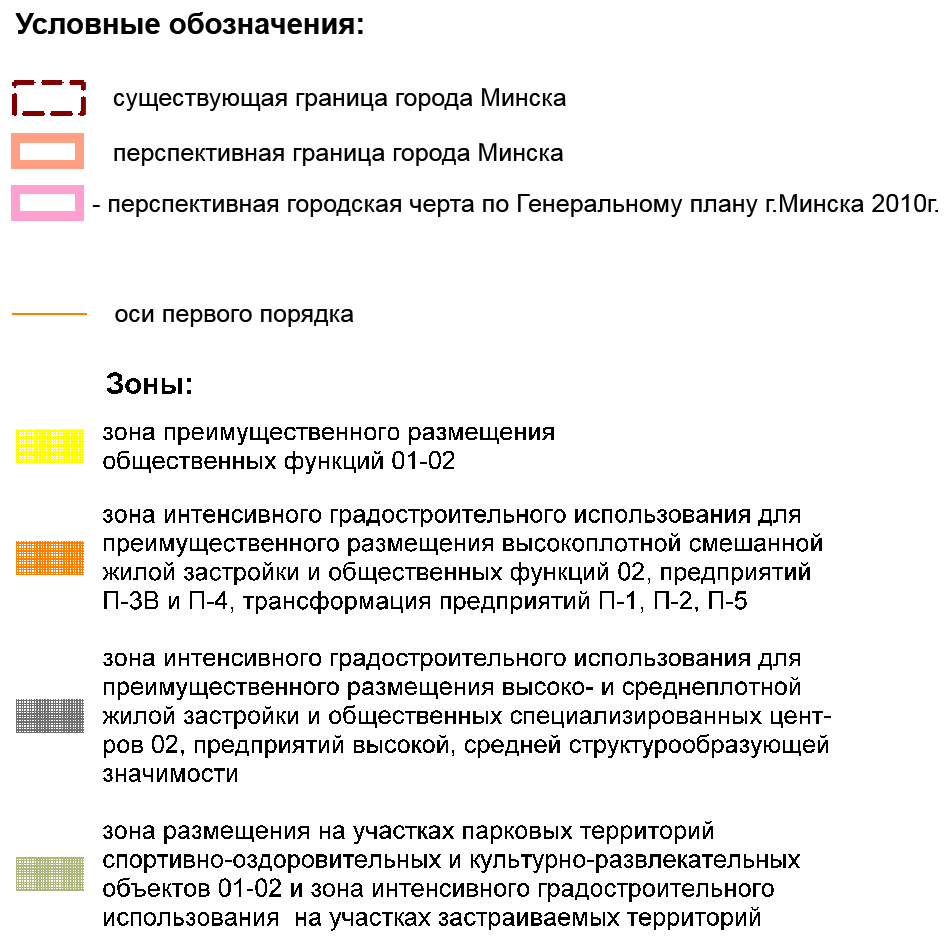 Условные обозначения:
существующая граница города Минска
перспективная граница города Минска
- перспективная городская черта по Генеральному плану г.Минска 2010г.
оси первого порядка
Зоны:
зона преимущественного размещения
общественных функций 01-02
зона интенсивного градостроительного использования для
преимущественного размещения высокоплотной смешанной
жилой застройки и общественных функций 02, предприятий
П-3В и П-4, трансформация предприятий П-1, П-2, П-5
зона интенсивного градостроительного использования для
преимущественного размещения высоко- и среднеплотной
жилой застройки и общественных специализированных цент-
ров 02, предприятий высокой, средней структурообразующей
значимости
зона размещения на участках парковых территорий
спортивно-оздоровительных и культурно-развлекательных
объектов 01-02 и зона интенсивного градостроительного
использования  на участках застраиваемых территорий